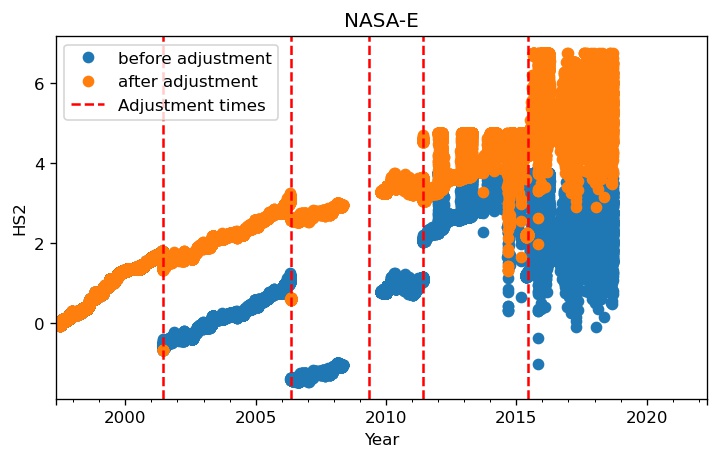 NASA-E
before adjustment
after adjustment
Adjustment times
HS2
6
4
2
0
2000
2005
2010
2015
2020
Year